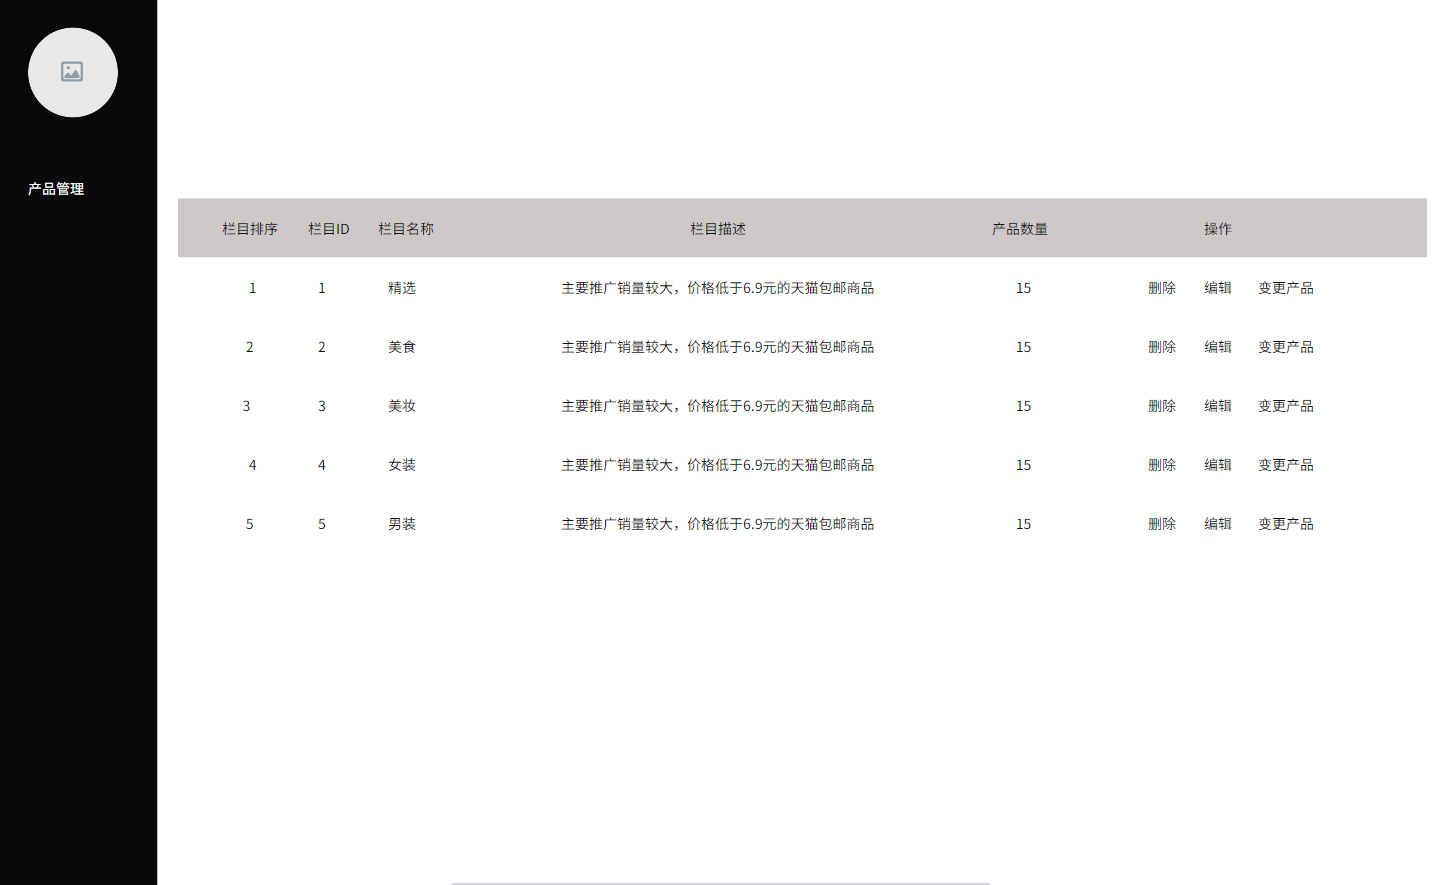 产品管理
栏目排序 栏目ID 栏目名称 栏目描述 产品数量 操作
1 1 精选 主要推广销量较大，价格低于6.9元的天猫包邮商品 15 删除 编辑 变更产品
2 2 美食 主要推广销量较大，价格低于6.9元的天猫包邮商品 15 删除 编辑 变更产品
3 3 美妆 主要推广销量较大，价格低于6.9元的天猫包邮商品 15 删除 编辑 变更产品
4 4 女装 主要推广销量较大，价格低于6.9元的天猫包邮商品 15 删除 编辑 变更产品
5 5 男装 主要推广销量较大，价格低于6.9元的天猫包邮商品 15 删除 编辑 变更产品